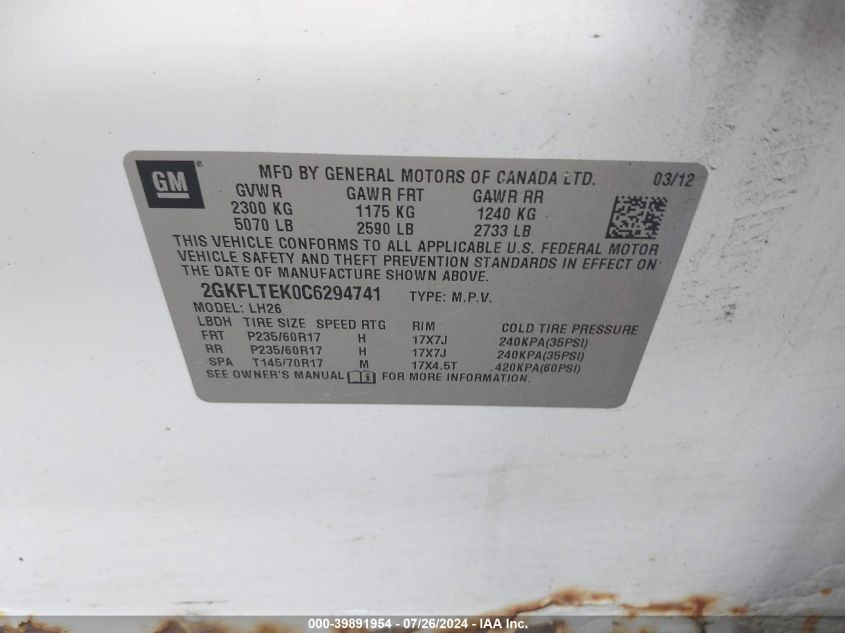 GM ® MFD BY GENERAL MOTORS OF CANADA LTD. 03/12
GVWR GAWR FRT GAWR RR
2300 KG 1175 KG 1240 KG
5070 LB 2590 LB 2733 LB
THIS VEHICLE CONFORMS TO ALL APPLICABLE U.S. FEDERAL MOTOR
VEHICLE SAFETY AND THEFT PREVENTION STANDARDS IN EFFECT ON
THE DATE OF MANUFACTURE SHOWN ABOVE.
2GKFLTEK0C6294741 TYPE: M.P.V.
MODEL: LH26
LBDH TIRE SIZE SPEED RTG RIM COLD TIRE PRESSURE
FRT P235/60R17 H 17X7J 240KPA(35PSI)
RR P235/60R17 H 17X7J 240KPA(35PSI)
SPA T145/70R17 M 17X4.5T 420KPA(60PSI)
SEE OWNER'S MANUAL FOR MORE INFORMATION.
000-39891954 / 07/26/2024 - Copyright © IAA, Inc.